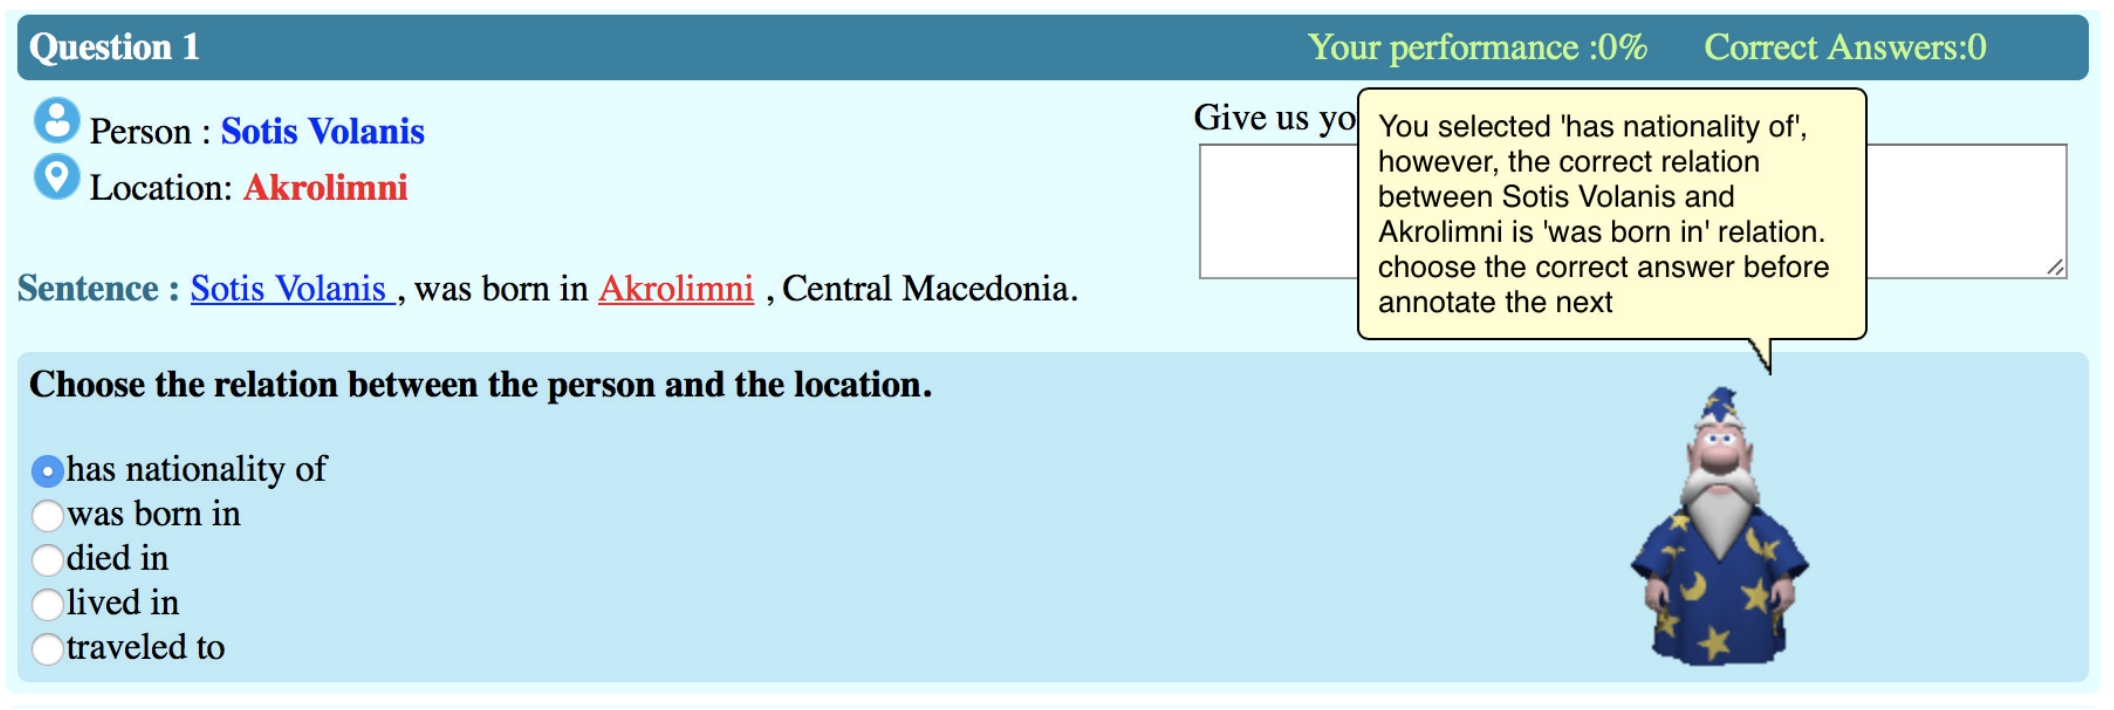 Question 1
Your performance :0%
Correct Answers:0
Person : Sotis Volanis
Location: Akrolimni
Sentence : Sotis Volanis , was born in Akrolimni , Central Macedonia.
Give us yo
You selected 'has nationality of',
however, the correct relation
between Sotis Volanis and
Akrolimni is 'was born in' relation.
choose the correct answer before
annotate the next
Choose the relation between the person and the location.
has nationality of
was born in
died in
lived in
traveled to